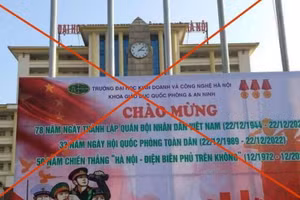 ĐẠI HỌC HÀ NỘI
TRƯỜNG ĐẠI HỌC KINH DOANH VÀ CÔNG NGHỆ HÀ NỘI
KHOA GIÁO DỤC QUỐC PHÒNG & AN NINH
CHÀO MỪNG
78 NĂM NGÀY THÀNH LẬP QUÂN ĐỘI NHÂN DÂN VIỆT NAM (22/12/1944 - 22/12/2022)
33 NĂM NGÀY HỘI QUỐC PHÒNG TOÀN DÂN (22/12/1989 - 22/12/2022)
50 NĂM CHIẾN THẮNG "HÀ NỘI - ĐIỆN BIÊN PHỦ TRÊN KHÔNG" (12/1972 - 12/